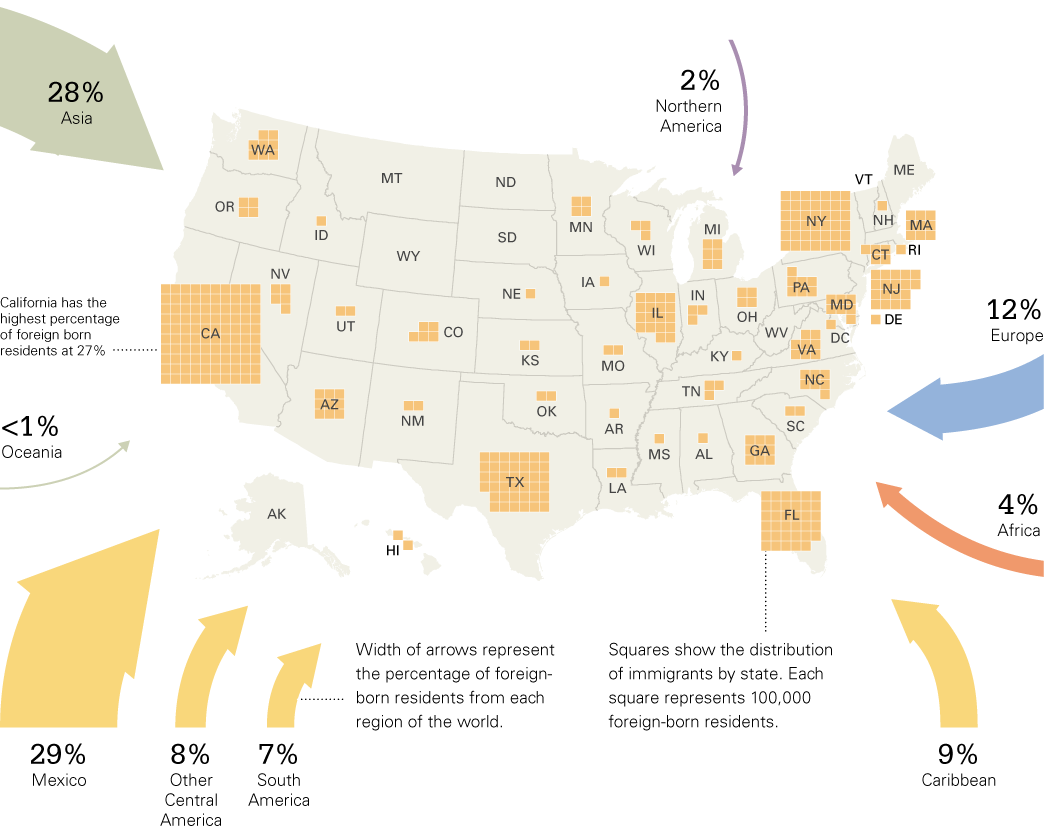 28%
Asia
2%
Northern
America
WA
MT
ND
VT
ME
OR
ID
MN
SD
WI
MI
NY
NH
MA
WY
CT
RI
NV
IA
NE
IN
PA
NJ
California has the
highest percentage
of foreign born
residents at 27%
CA
UT
CO
IL
OH
MD
DE
12%
Europe
WV
DC
KS
MO
KY
VA
AZ
NM
OK
TN
NC
<1%
Oceania
AR
SC
MS
AL
GA
TX
LA
FL
AK
HI
4%
Africa
Width of arrows represent
the percentage of foreign-
born residents from each
region of the world.
Squares show the distribution
of immigrants by state. Each
square represents 100,000
foreign-born residents.
29%
Mexico
8%
Other
Central
America
7%
South
America
9%
Caribbean